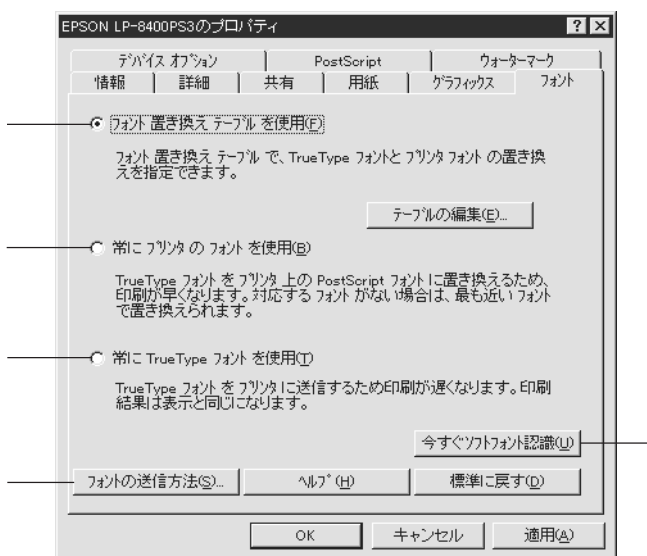 EPSON LP-8400PS3のプロパティ
デバイス オプション PostScript ウォーターマーク
情報 詳細 共有 用紙 グラフィックス フォント
フォント 置き換え テーブル を使用(F)
フォント 置き換え テーブル で、TrueType フォントと プリンタ フォント の置き換
えを指定できます。
テーブルの編集(E)...
常に プリンタ の フォント を使用(B)
TrueType フォント を プリンタ 上の PostScript フォント に置き換えるため、
印刷が早くなります。対応する フォント がない場合は、最も近い フォント
で置き換えられます。
常に TrueType フォント を使用(T)
TrueType フォント を プリンタ に送信するため印刷が遅くなります。印刷
結果は表示と同じになります。
今すぐソフトフォント認識(U)
フォントの送信方法(S)... ヘルプ(H) 標準に戻す(D)
OK キャンセル 適用(A)